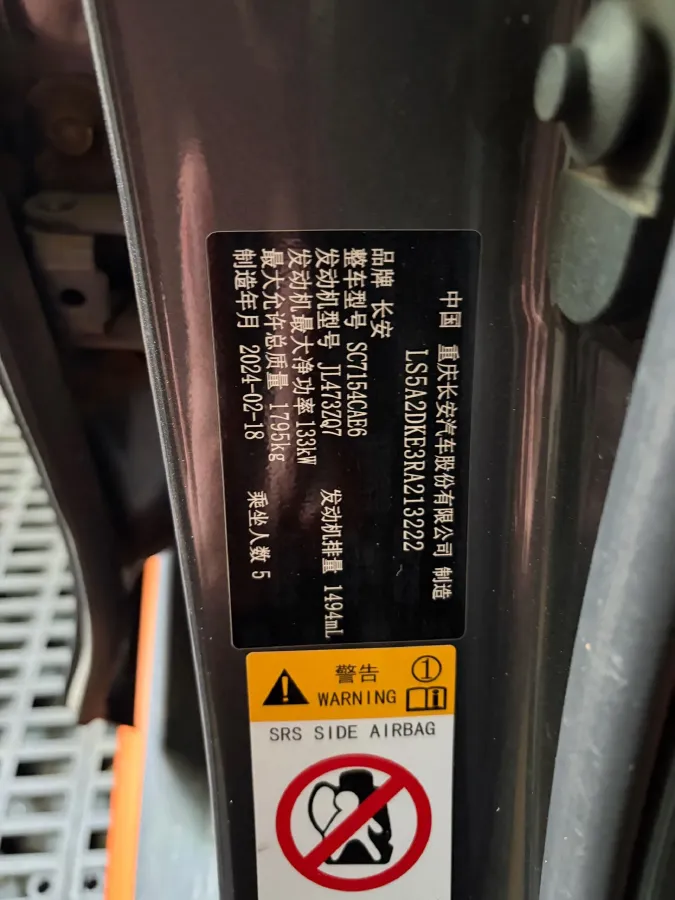 中国 重庆长安汽车股份有限公司 制造
LS5A2DKE3RA213222
品牌 长安
整车型号 SC7154CAE6
发动机型号 JL473ZQ7 发动机排量 1494mL
发动机最大净功率 133kW
最大允许总质量 1795kg
制造年月 2024-02-18 乘坐人数 5
警告
WARNING
1
i
SRS SIDE AIRBAG